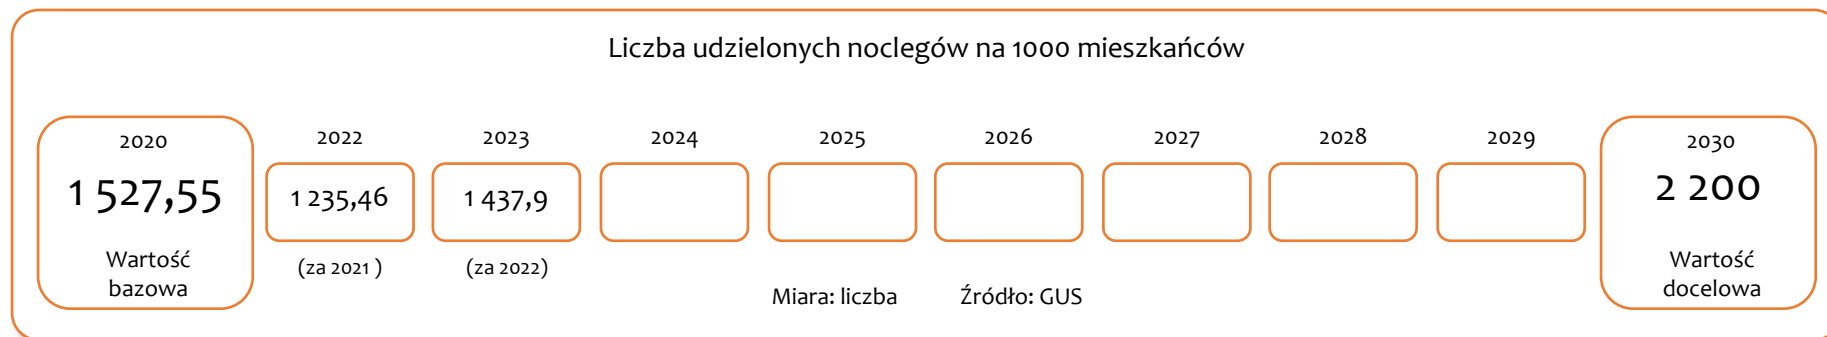 Liczba udzielonych noclegów na 1000 mieszkańców
2020
1 527,55
Wartość
bazowa
2022
1 235,46
(za 2021 )
2023
1 437,9
(za 2022)
2024
2025
2026
2027
2028
2029
2030
2 200
Wartość
docelowa
Miara: liczba
Źródło: GUS